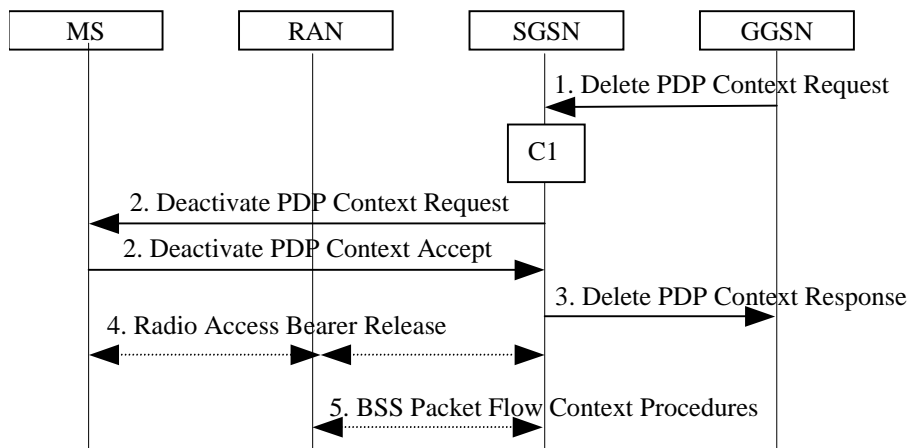 MS
RAN
SGSN
GGSN
1. Delete PDP Context Request
C1
2. Deactivate PDP Context Request
2. Deactivate PDP Context Accept
3. Delete PDP Context Response
4. Radio Access Bearer Release
5. BSS Packet Flow Context Procedures